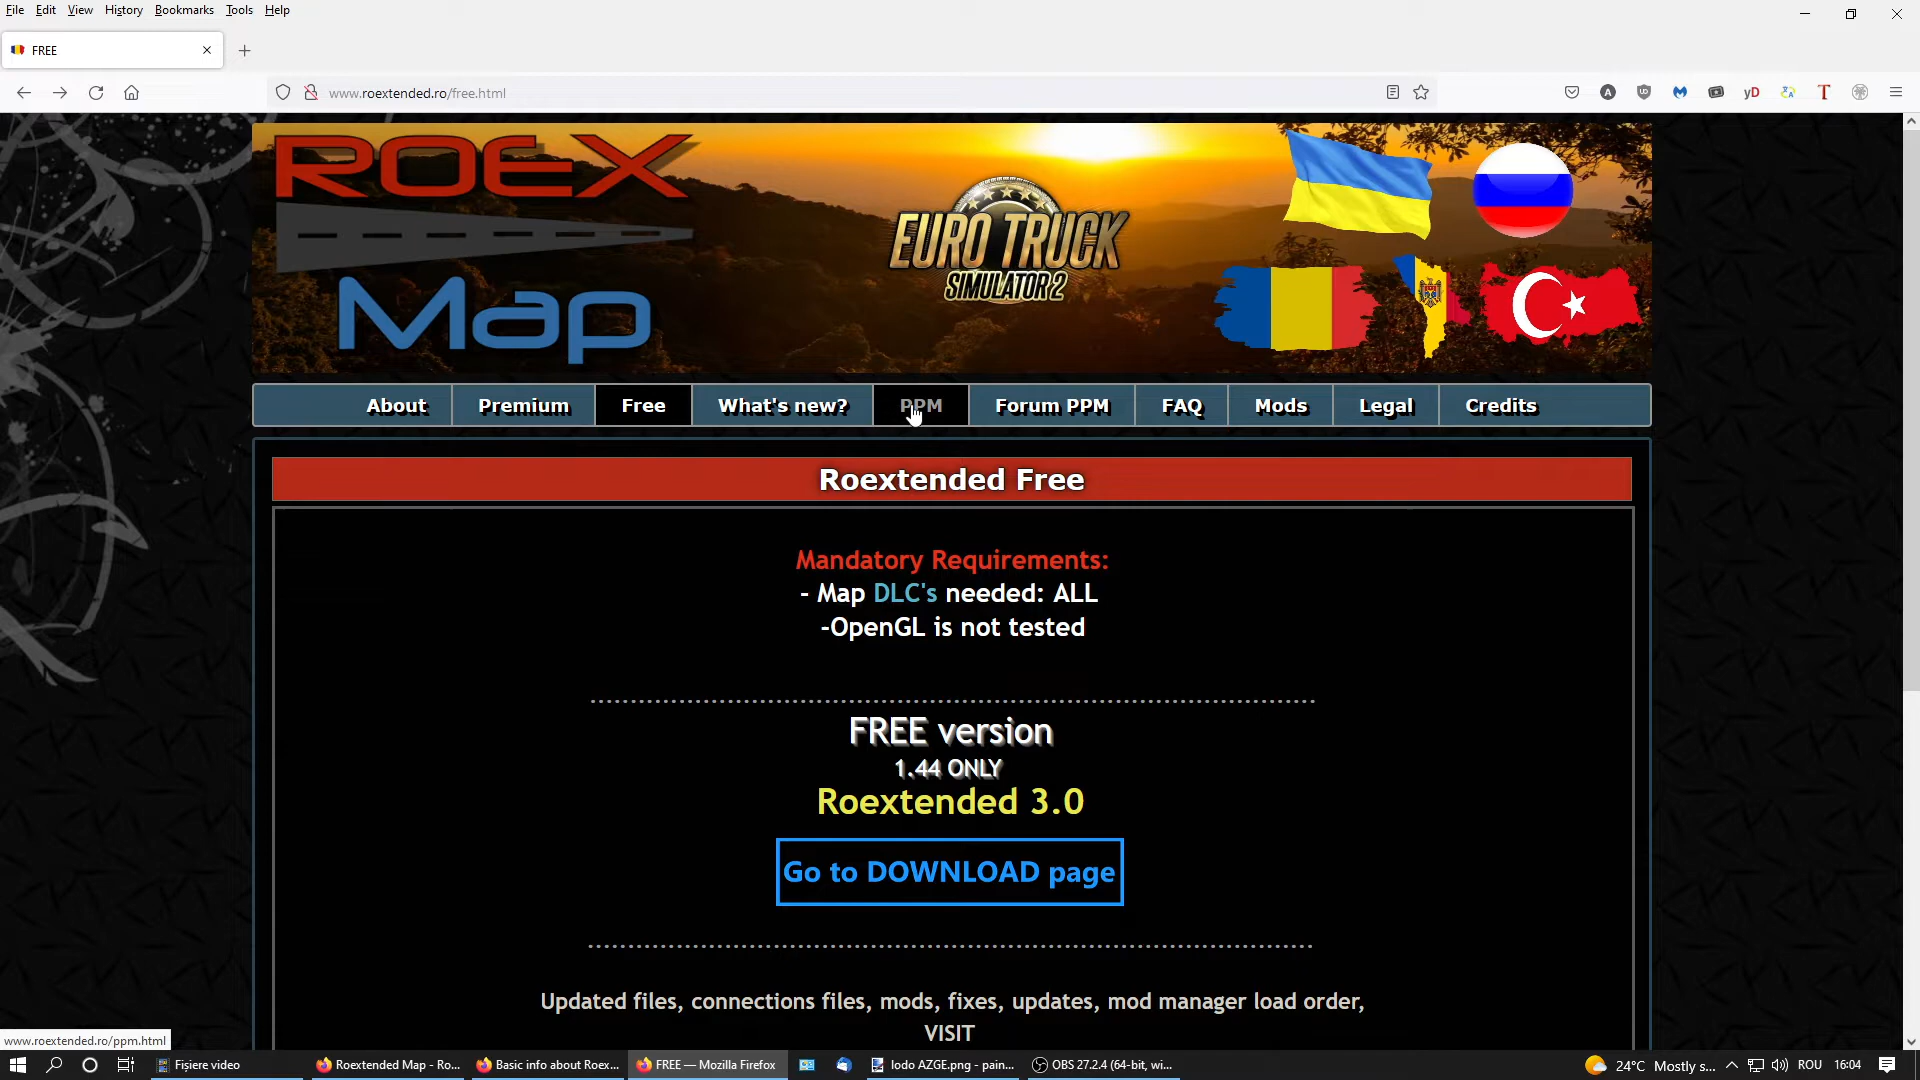 File Edit View History Bookmarks Tools Help
FREE
www.roextended.ro/free.html
ROEX
Map
EURO TRUCK
SIMULATOR 2
About Premium Free What's new? PPM Forum PPM FAQ Mods Legal Credits
Roextended Free
Mandatory Requirements:
- Map DLC's needed: ALL
-OpenGL is not tested
FREE version
1.44 ONLY
Roextended 3.0
Go to DOWNLOAD page
Updated files, connections files, mods, fixes, updates, mod manager load order,
VISIT
www.roextended.ro/ppm.html
Fișiere video Roextended Map - Ro... Basic info about Roex... FREE — Mozilla Firefox lodo AZGE.png - pain... OBS 27.2.4 (64-bit, wi... 24°C Mostly s... ROU 16:04